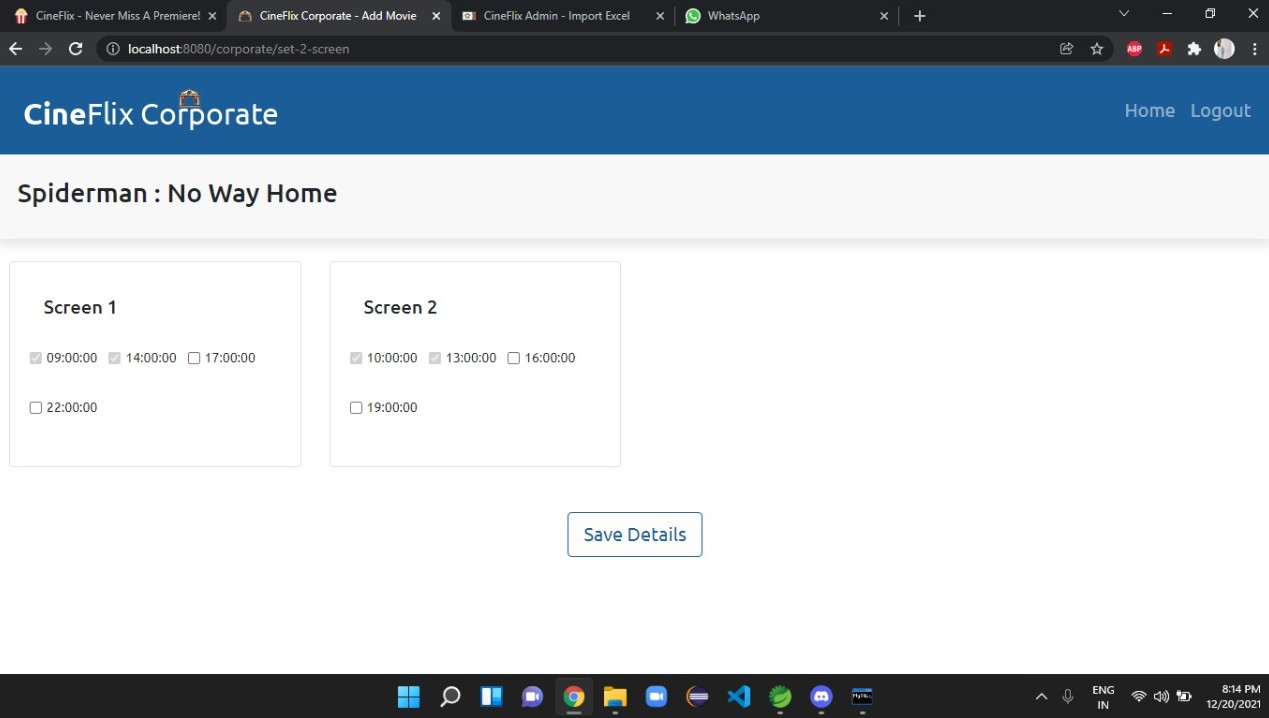 CineFlix - Never Miss A Premiere!
CineFlix Corporate - Add Movie
CineFlix Admin - Import Excel
WhatsApp
localhost:8080/corporate/set-2-screen
ABP
CineFlix Corporate
Home Logout
Spiderman : No Way Home
Screen 1
09:00:00 14:00:00 17:00:00
22:00:00
Screen 2
10:00:00 13:00:00 16:00:00
19:00:00
Save Details
ENG
IN
8:14 PM
12/20/2021